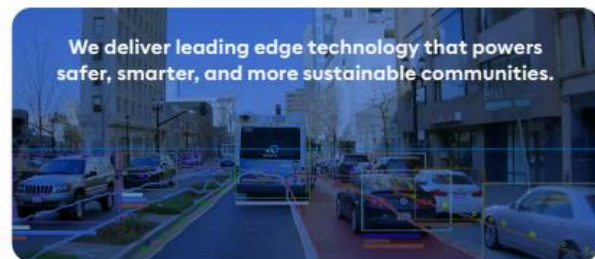 We deliver leading edge technology that powers
safer, smarter, and more sustainable communities.